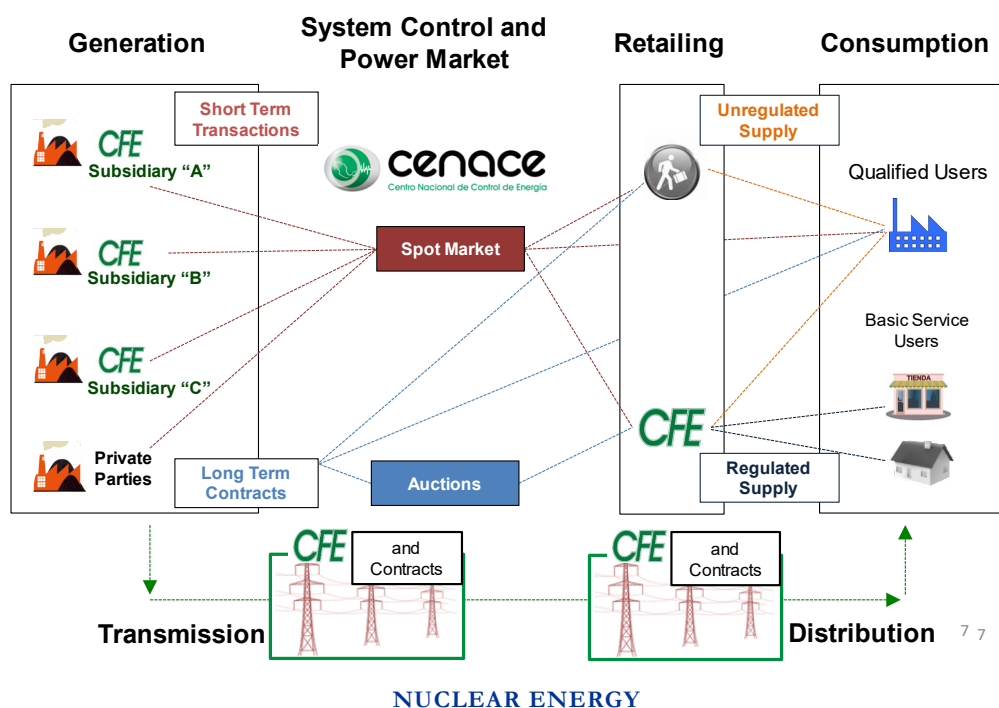 Generation
System Control and
Power Market
Retailing
Consumption
Short Term
Transactions
Unregulated
Supply
CFE
Subsidiary “A”
cenace
Centro Nacional de Control de Energía
Qualified Users
CFE
Subsidiary “B”
Spot Market
Basic Service
Users
CFE
Subsidiary “C”
TIENDA
CFE
Private
Parties
Long Term
Contracts
Auctions
Regulated
Supply
CFE
and
Contracts
CFE
and
Contracts
Transmission
Distribution
7 7
NUCLEAR ENERGY